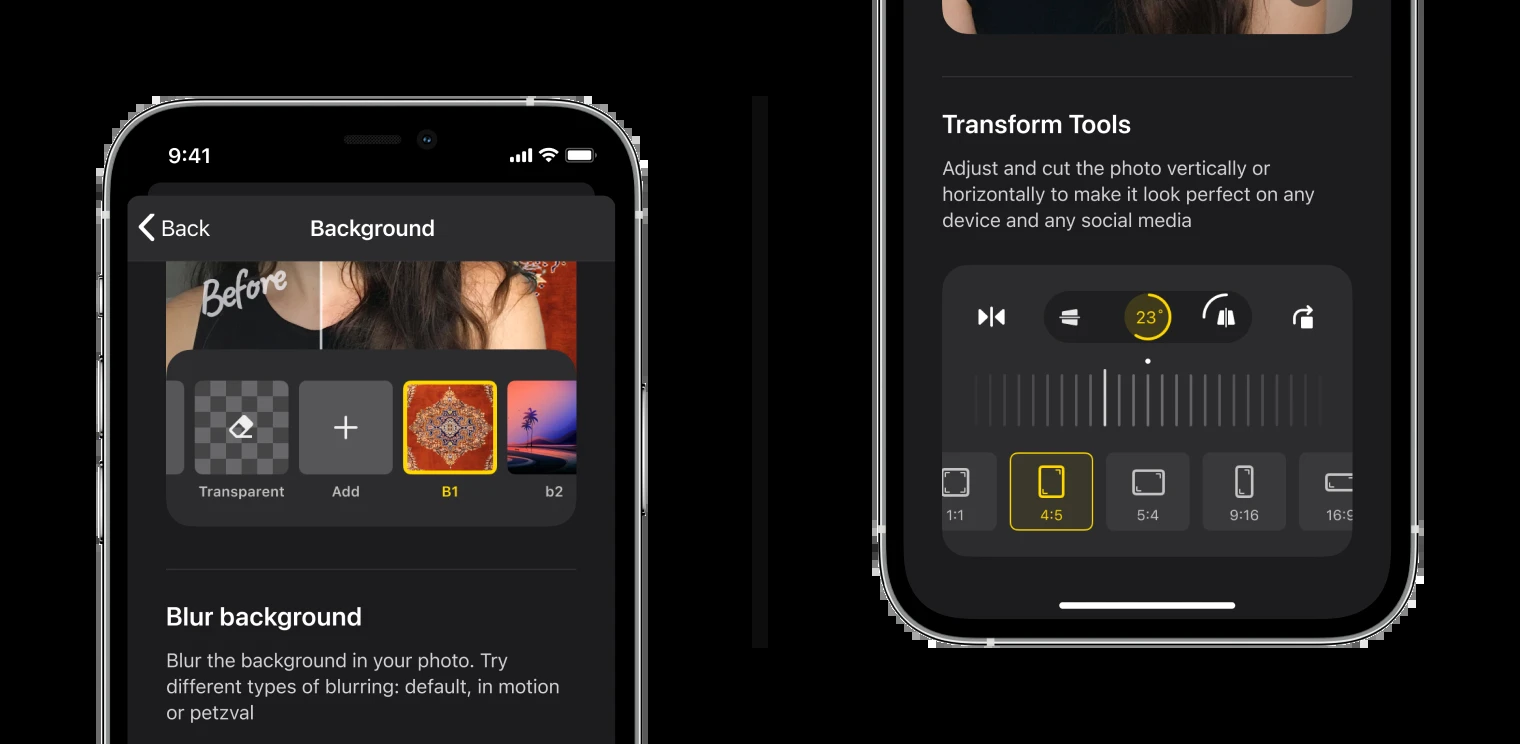 9:41
Back
Background
Before
Transparent
Add
B1
b2
Blur background
Blur the background in your photo. Try
different types of blurring: default, in motion
or petzval
Transform Tools
Adjust and cut the photo vertically or
horizontally to make it look perfect on any
device and any social media
23°
1:1
4:5
5:4
9:16
16:9